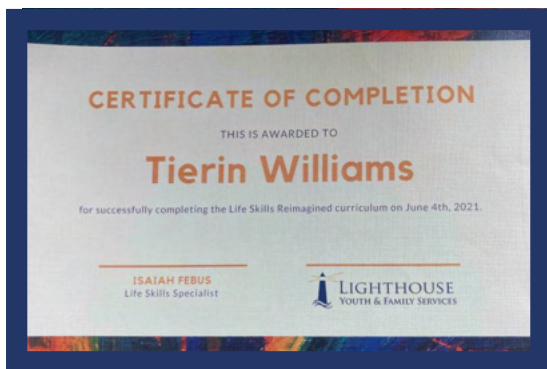 CERTIFICATE OF COMPLETION
THIS IS AWARDED TO
Tierin Williams
for successfully completing the Life Skills Reimagined curriculum on June 4th, 2021.
ISAIAH FEBUS
Life Skills Specialist
LIGHTHOUSE
YOUTH & FAMILY SERVICES